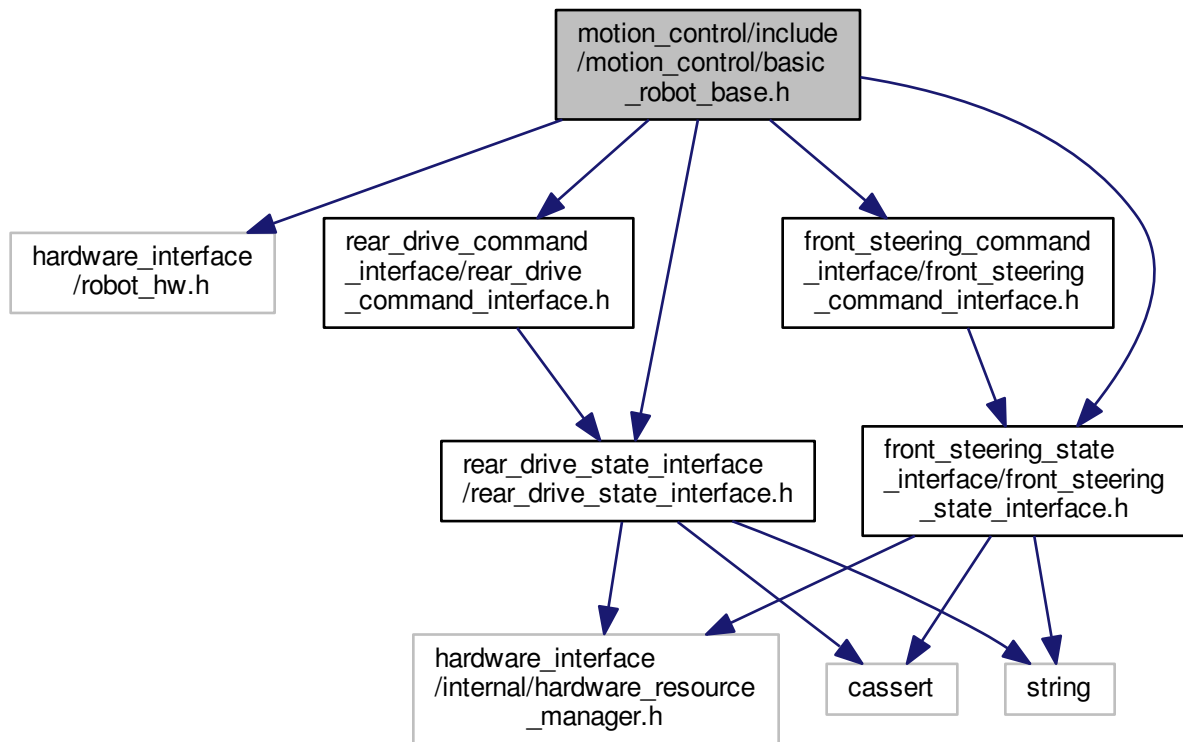 motion_control/include
/motion_control/basic
_robot_base.h
hardware_interface
/robot_hw.h
rear_drive_command
_interface/rear_drive
_command_interface.h
front_steering_command
_interface/front_steering
_command_interface.h
rear_drive_state_interface
/rear_drive_state_interface.h
front_steering_state
_interface/front_steering
_state_interface.h
hardware_interface
/internal/hardware_resource
_manager.h
cassert
string